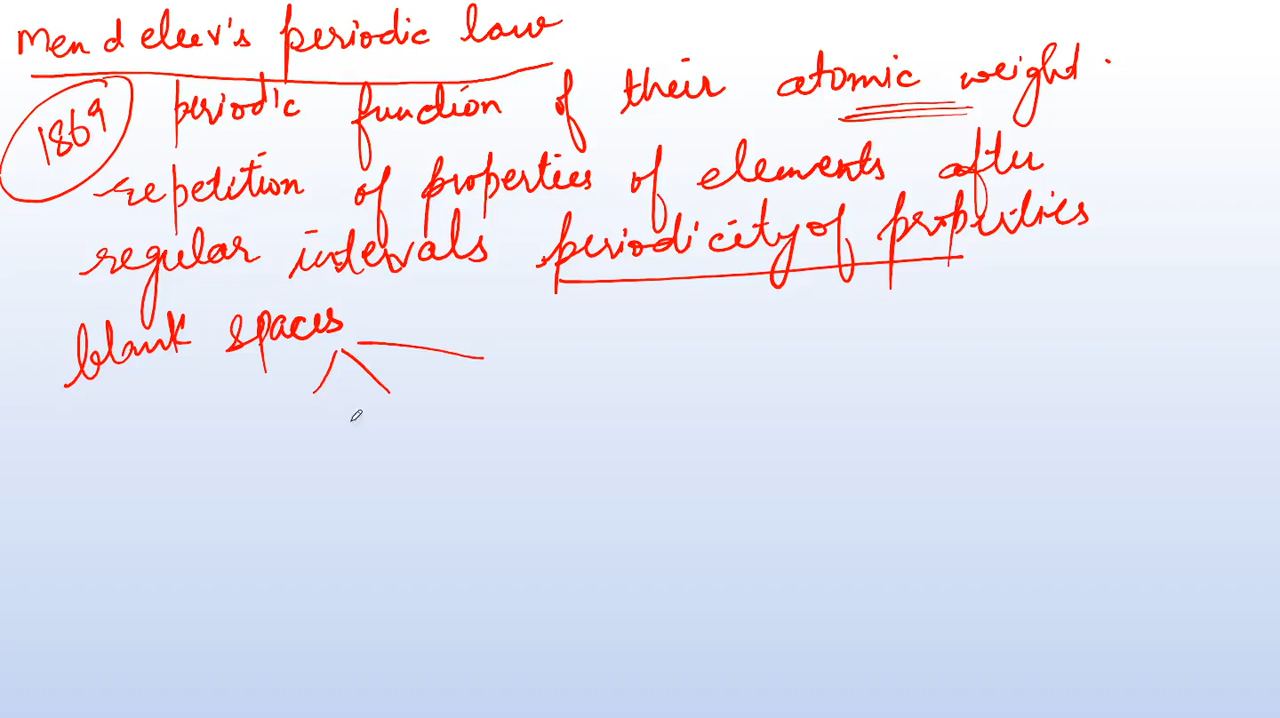 Mendeleev's periodic law
1869 periodic function of their atomic weight.
repetition of properties of elements after
regular intervals periodicity of properties
blank spaces